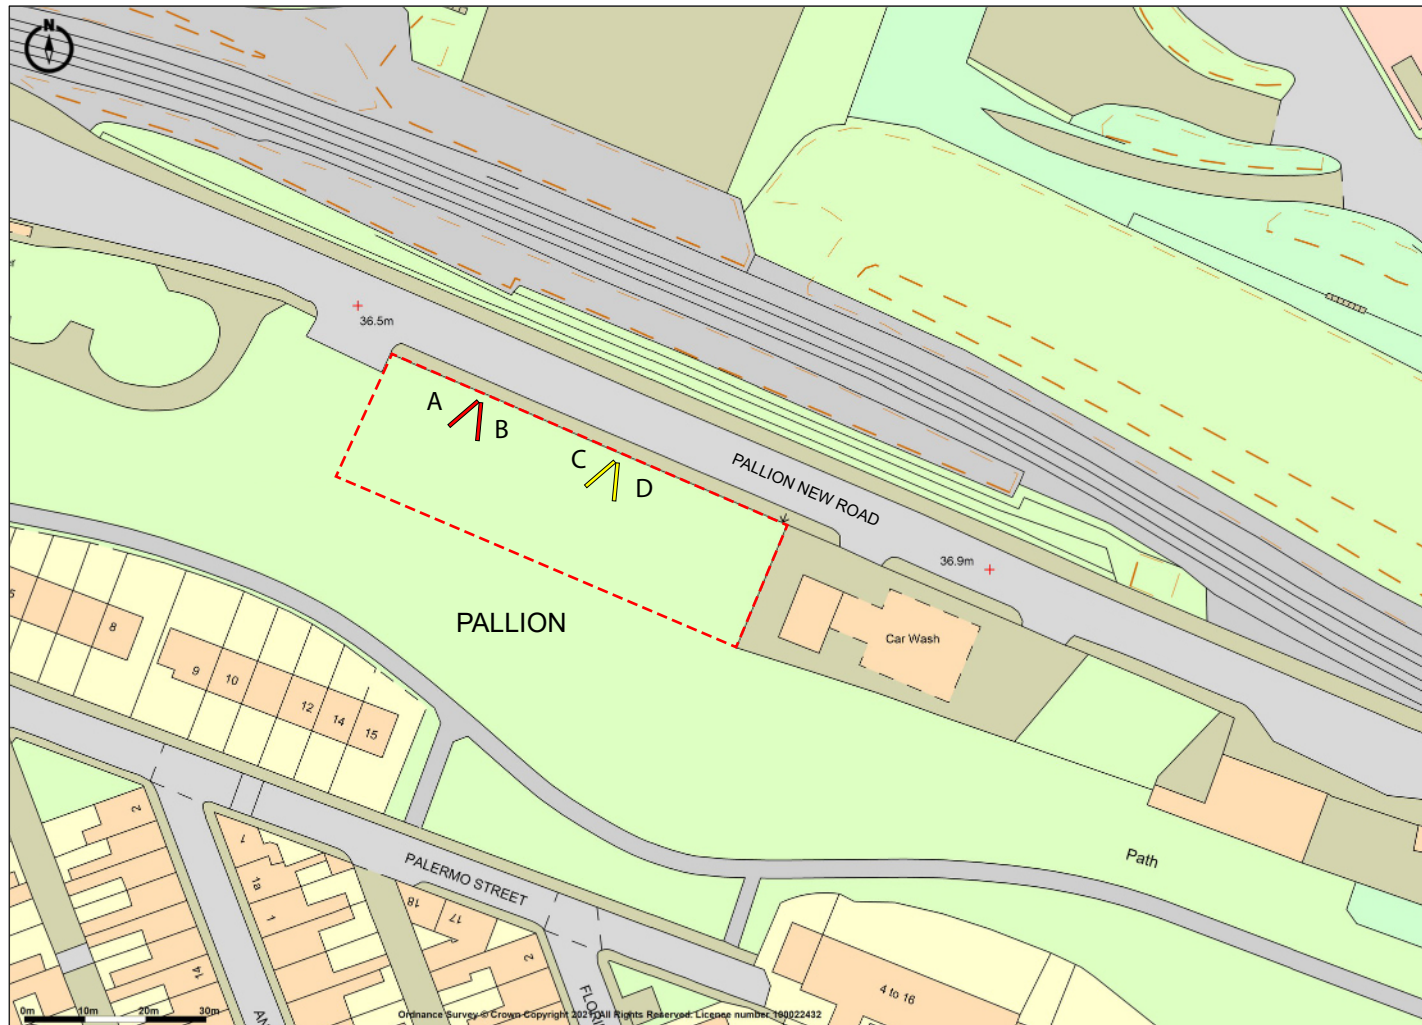 N
36.5m
A
B
C
D
PALLION NEW ROAD
36.9m
Car Wash
PALLION
5
8
9
10
12
14
15
2
1
1a
1
14
PALERMO STREET
18
17
2
Path
4 to 16
0m 10m 20m 30m
Ordnance Survey © Crown Copyright 2021. All Rights Reserved. Licence number 100022432